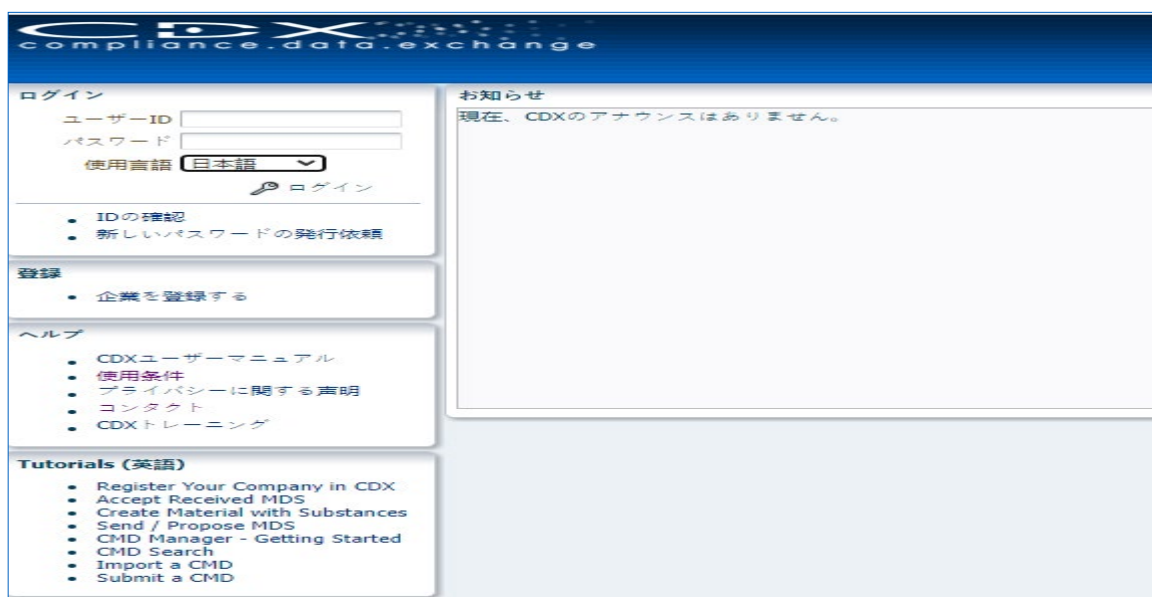 CDX
compliance.data.exchange
ログイン
ユーザーID
パスワード
使用言語 日本語
ログイン
IDの確認
新しいパスワードの発行依頼
登録
企業を登録する
ヘルプ
CDXユーザーマニュアル
使用条件
プライバシーに関する声明
コンタクト
CDXトレーニング
Tutorials (英語)
Register Your Company in CDX
Accept Received MDS
Create Material with Substances
Send / Propose MDS
CMD Manager - Getting Started
CMD Search
Import a CMD
Submit a CMD
お知らせ
現在、CDXのアナウンスはありません。